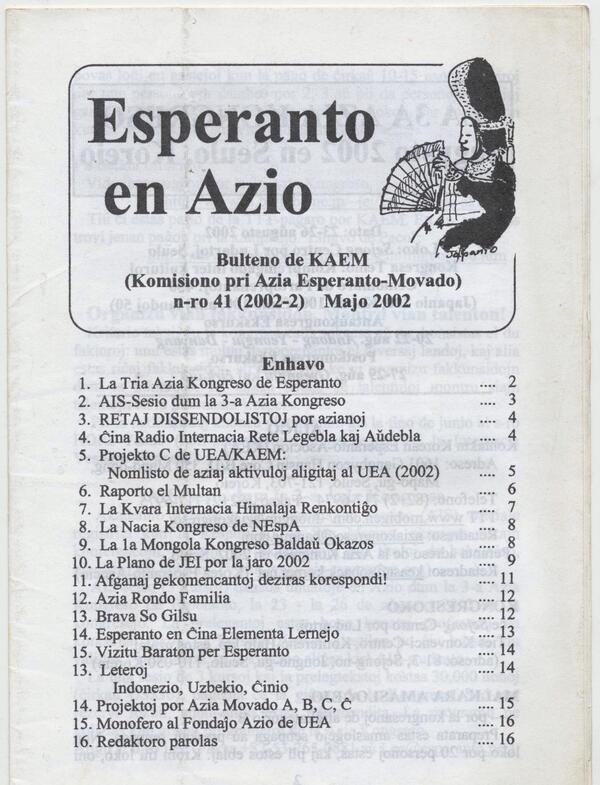 Esperanto
en Azio
Japanio
Bulteno de KAEM
(Komisiono pri Azia Esperanto-Movado)
n-ro 41 (2002-2) Majo 2002
Enhavo
1. La Tria Azia Kongreso de Esperanto .... 2
2. AIS-Sesio dum la 3-a Azia Kongreso .... 3
3. RETAJ DISSENDOLISTOJ por azianoj .... 4
4. Ĉina Radio Internacia Rete Legebla kaj Aŭdebla .... 4
5. Projekto C de UEA/KAEM:
Nomlisto de aziaj aktivuloj aligitaj al UEA (2002) .... 5
6. Raporto el Multan .... 6
7. La Kvara Internacia Himalaja Renkontiĝo .... 7
8. La Nacia Kongreso de NEspA .... 8
9. La 1a Mongola Kongreso Baldaŭ Okazos .... 8
10. La Plano de JEI por la jaro 2002 .... 9
11. Afganaj gekomencantoj deziras korespondi! .... 11
12. Azia Rondo Familia .... 12
13. Brava So Gilsu .... 12
14. Esperanto en Ĉina Elementa Lernejo .... 13
15. Vizitu Baraton per Esperanto .... 14
13. Leteroj .... 14
Indonezio, Uzbekio, Ĉinio
14. Projektoj por Azia Movado A, B, C, Ĉ .... 15
15. Monofero al Fondaĵo Azio de UEA .... 16
16. Redaktoro parolas .... 16